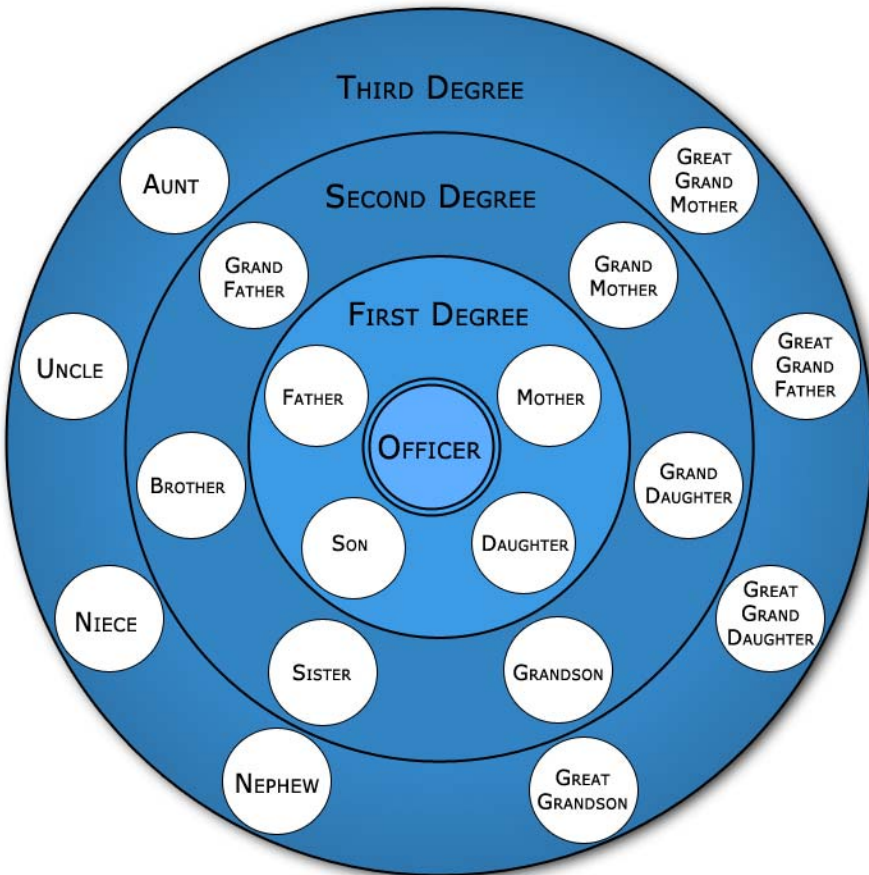 THIRD DEGREE
AUNT
GREAT
GRAND
MOTHER
SECOND DEGREE
GRAND
FATHER
GRAND
MOTHER
FIRST DEGREE
UNCLE
GREAT
GRAND
FATHER
FATHER
MOTHER
OFFICER
BROTHER
GRAND
DAUGHTER
SON
DAUGHTER
NIECE
GREAT
GRAND
DAUGHTER
SISTER
GRANDSON
NEPHEW
GREAT
GRANDSON